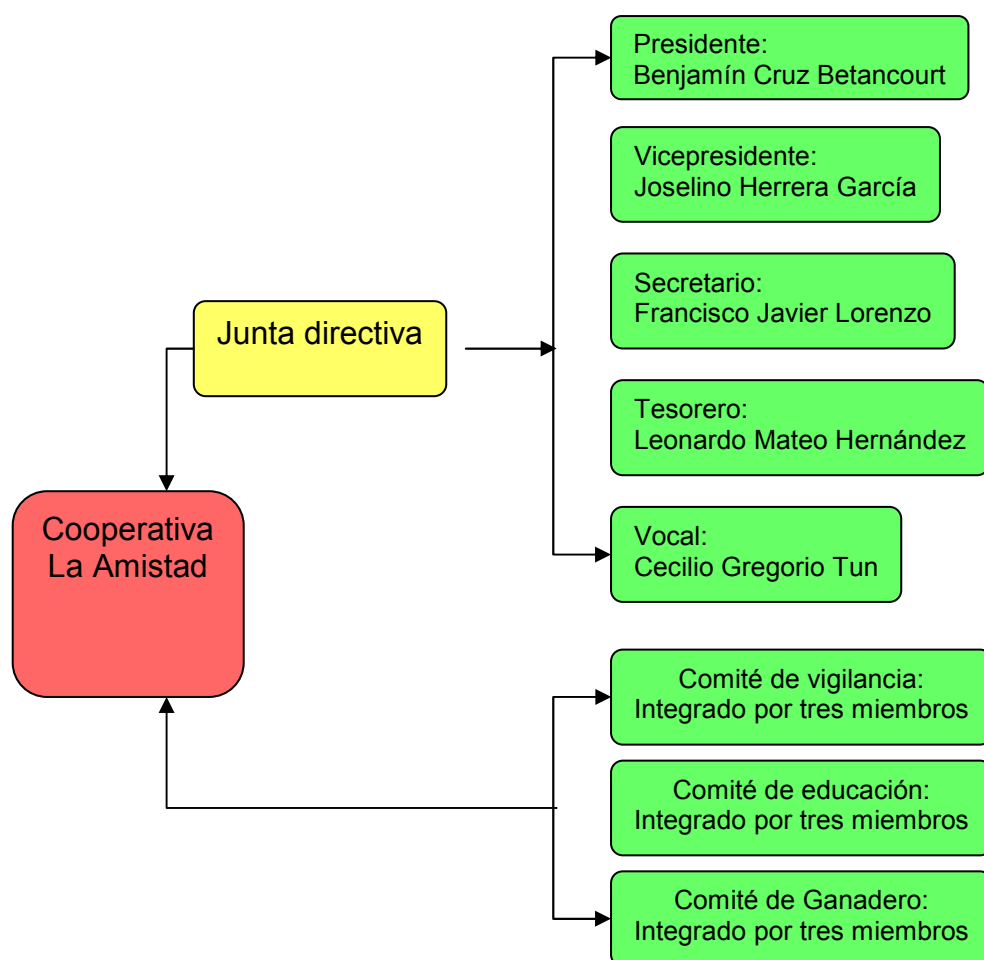 Presidente:
Benjamín Cruz Betancourt
Vicepresidente:
Joselino Herrera García
Secretario:
Francisco Javier Lorenzo
Junta directiva
Tesorero:
Leonardo Mateo Hernández
Cooperativa
La Amistad
Vocal:
Cecilio Gregorio Tun
Comité de vigilancia:
Integrado por tres miembros
Comité de educación:
Integrado por tres miembros
Comité de Ganadero:
Integrado por tres miembros